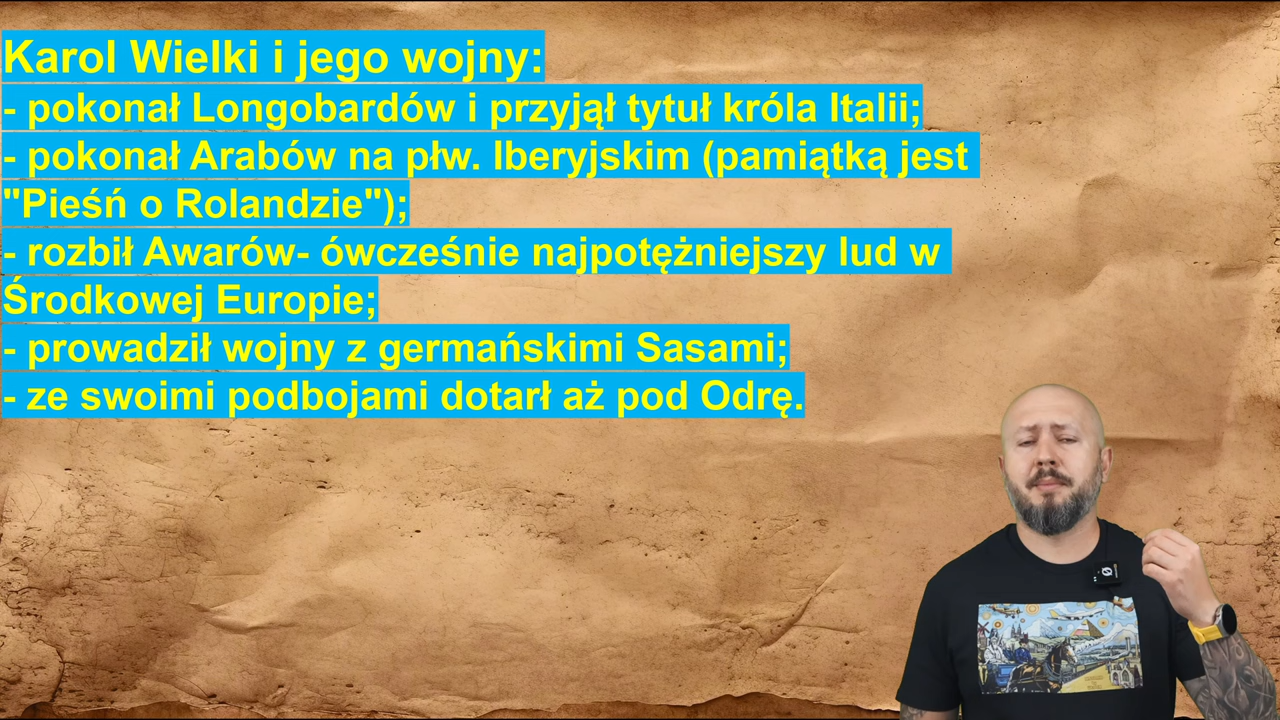 Karol Wielki i jego wojny:
- pokonał Longobardów i przyjął tytuł króla Italii;
- pokonał Arabów na płw. Iberyjskim (pamiątką jest
"Pieśń o Rolandzie");
- rozbił Awarów- ówcześnie najpotężniejszy lud w
Środkowej Europie;
- prowadził wojny z germańskimi Sasami;
- ze swoimi podbojami dotarł aż pod Odrę.